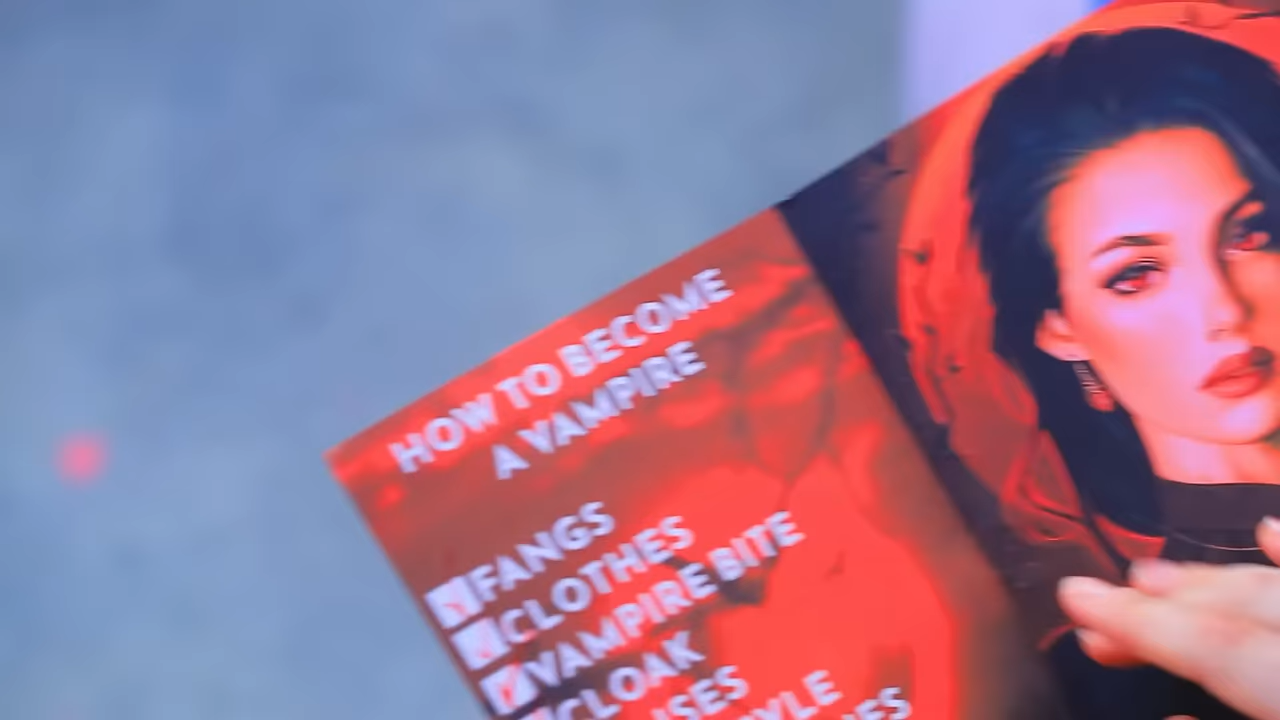 HOW TO BECOME
A VAMPIRE
FANGS
CLOTHES
VAMPIRE BITE
CLOAK